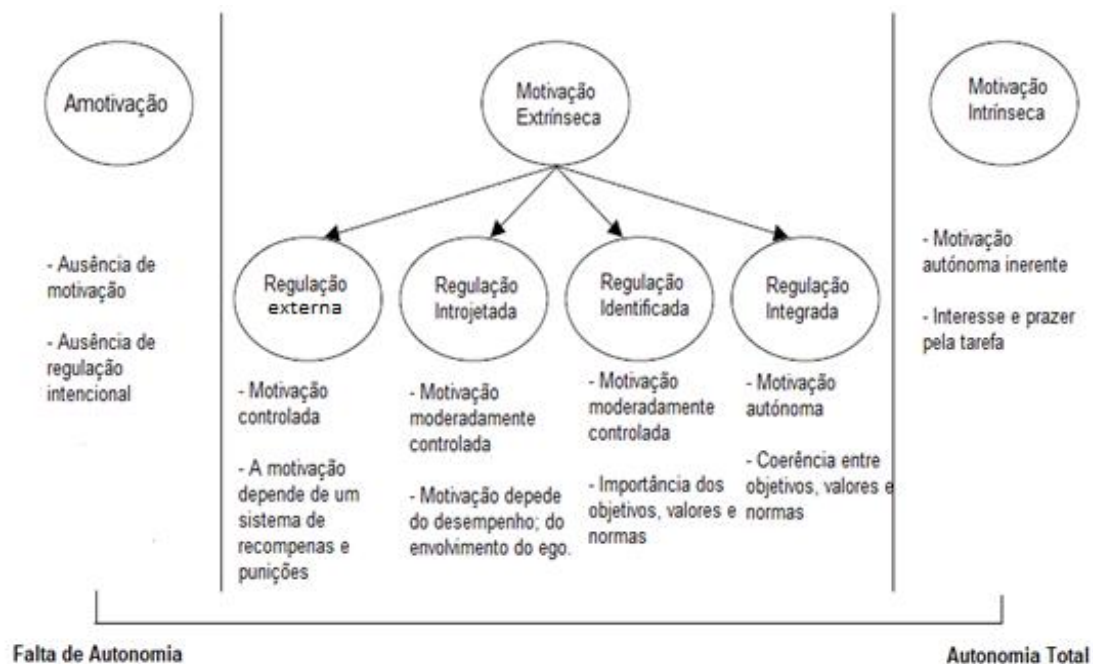 Amotivação
Motivação
Extrínseca
Motivação
Intrínseca
- Ausência de
motivação
- Ausência de
regulação
intencional
Regulação
externa
Regulação
Introjetada
Regulação
Identificada
Regulação
Integrada
- Motivação
controlada
- A motivação
depende de um
sistema de
recompenas e
punições
- Motivação
moderadamente
controlada
- Motivação depede
do desempenho; do
envolvimento do ego.
- Motivação
moderadamente
controlada
- Importância dos
objetivos, valores e
normas
- Motivação
autónoma
- Coerência entre
objetivos, valores e
normas
- Motivação
autónoma inerente
- Interesse e prazer
pela tarefa
Falta de Autonomia
Autonomia Total